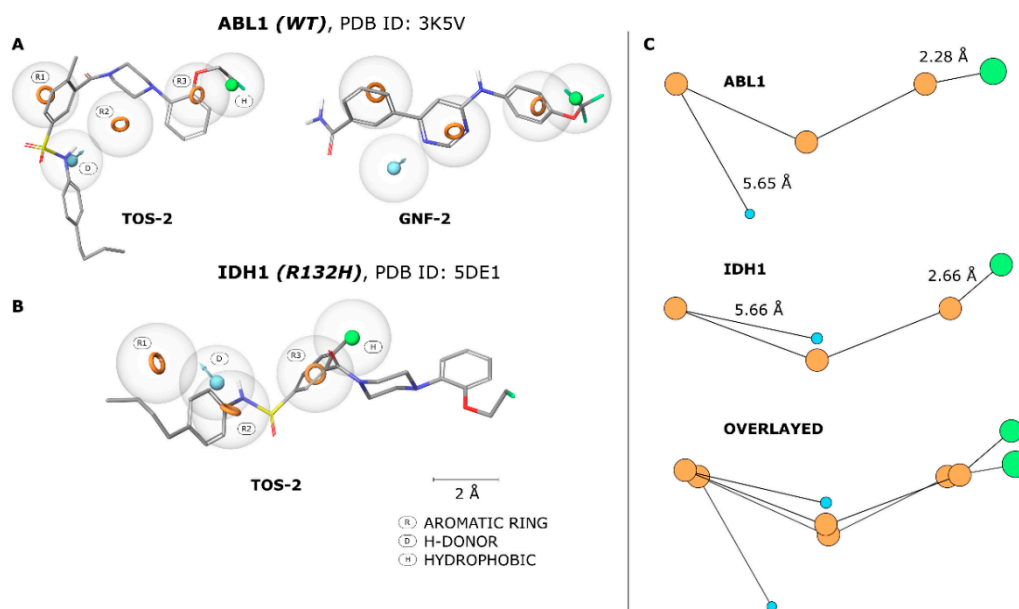 ABL1 (WT), PDB ID: 3K5V
A
R1
R2
R3
H
D
TOS-2
GNF-2
IDH1 (R132H), PDB ID: 5DE1
B
R1
D
R2
R3
H
TOS-2
2 Å
R AROMATIC RING
D H-DONOR
H HYDROPHOBIC
C
ABL1
2.28 Å
5.65 Å
IDH1
5.66 Å
2.66 Å
OVERLAYED